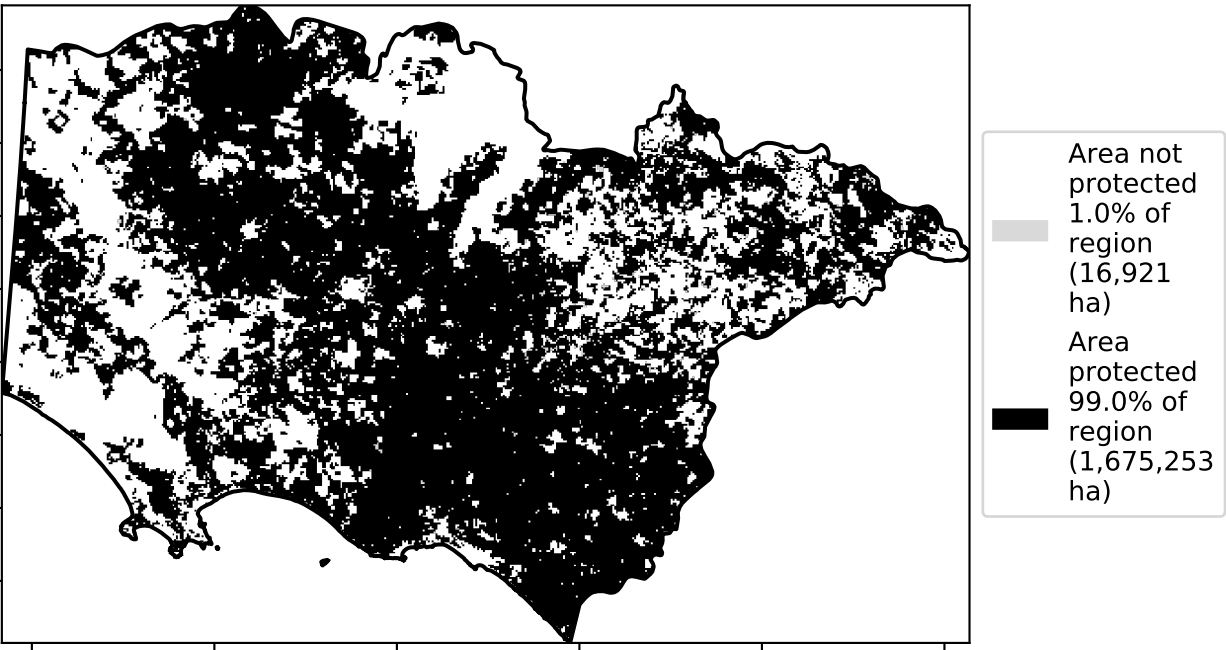 Area not
protected
1.0% of
region
(16,921
ha)
Area
protected
99.0% of
region
(1,675,253
ha)